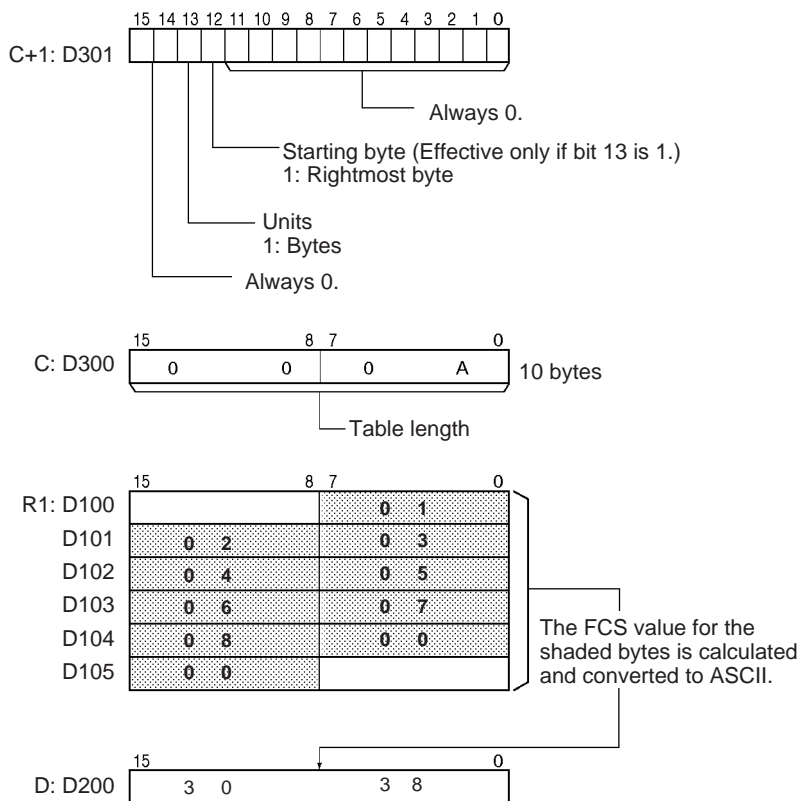 15 14 13 12 11 10 9 8 7 6 5 4 3 2 1 0
C+1: D301
Always 0.
Starting byte (Effective only if bit 13 is 1.)
1: Rightmost byte
Units
1: Bytes
Always 0.
15 8 7 0
C: D300 0 0 0 A 10 bytes
Table length
15 8 7 0
R1: D100 0 1
D101 0 2 0 3
D102 0 4 0 5
D103 0 6 0 7
D104 0 8 0 0
D105 0 0
The FCS value for the
shaded bytes is calculated
and converted to ASCII.
15 0
D: D200 3 0 3 8